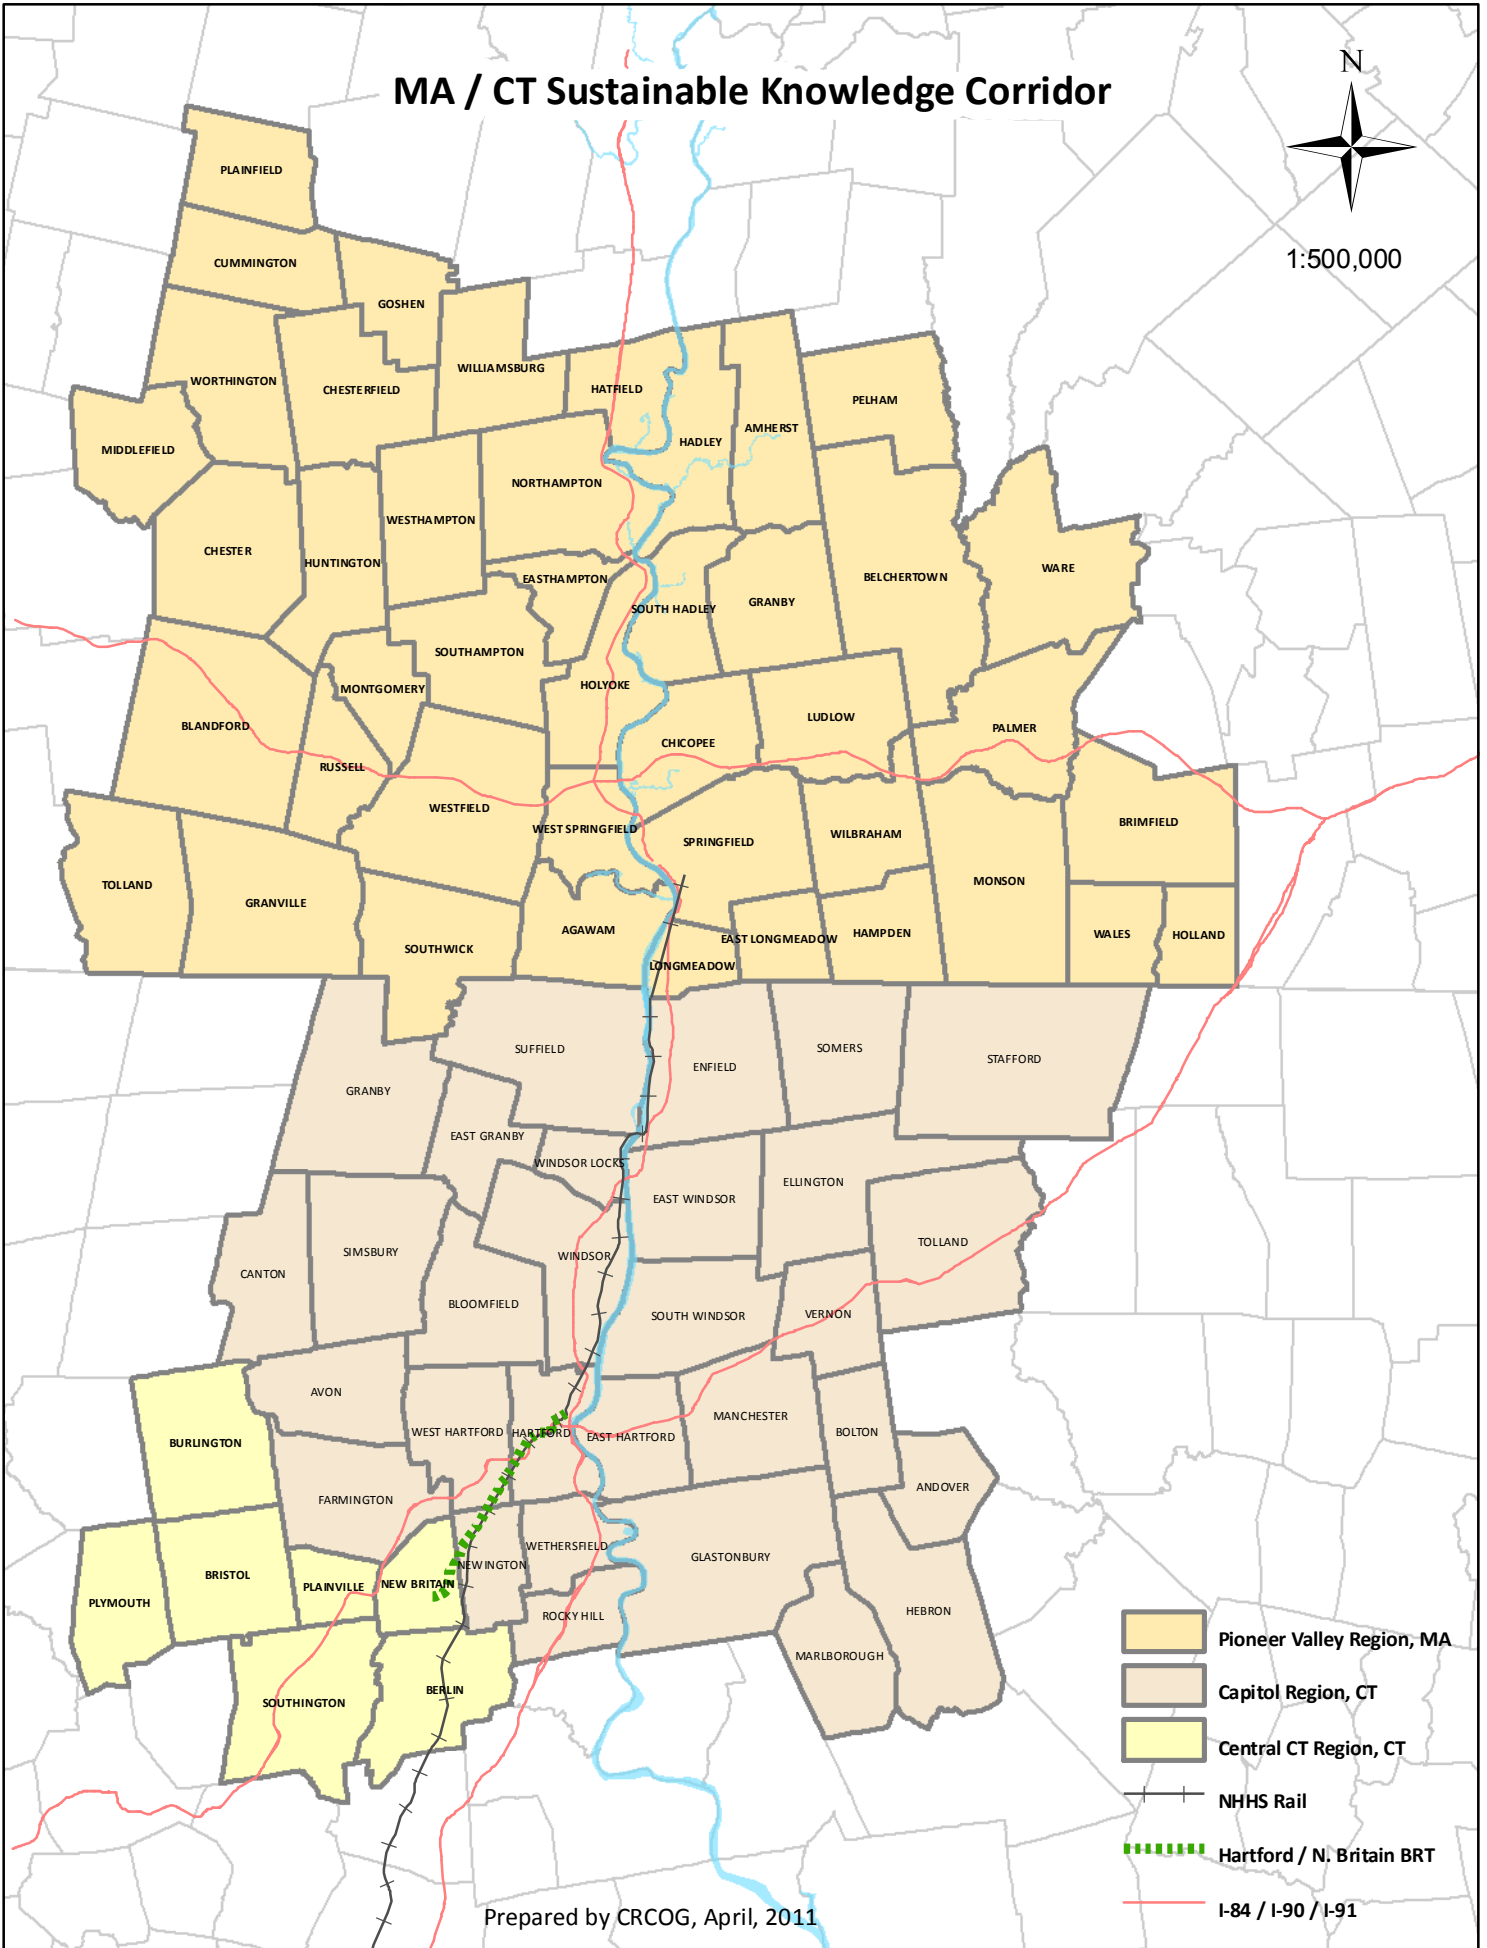 MA / CT Sustainable Knowledge Corridor
N
1:500,000
PLAINFIELD
CUMMINGTON
GOSHEN
WILLIAMSBURG
WORTHINGTON
CHESTERFIELD
HATFIELD
PELHAM
AMHERST
HADLEY
MIDDLEFIELD
NORTHAMPTON
WESTHAMPTON
CHESTER
HUNTINGTON
EASTHAMPTON
BELCHERTOWN
WARE
SOUTH HADLEY
GRANBY
SOUTHAMPTON
MONTGOMERY
HOLYOKE
BLANDFORD
LUDLOW
PALMER
CHICOPEE
RUSSELL
WESTFIELD
WEST SPRINGFIELD
SPRINGFIELD
WILBRAHAM
BRIMFIELD
TOLLAND
GRANVILLE
MONSON
SOUTHWICK
AGAWAM
EAST LONGMEADOW
HAMPDEN
WALES
HOLLAND
LONGMEADOW
SUFFIELD
SOMERS
STAFFORD
ENFIELD
GRANBY
EAST GRANBY
WINDSOR LOCKS
ELLINGTON
EAST WINDSOR
TOLLAND
SIMSBURY
WINDSOR
CANTON
BLOOMFIELD
SOUTH WINDSOR
VERNON
AVON
MANCHESTER
BURLINGTON
WEST HARTFORD
HARTFORD
EAST HARTFORD
BOLTON
ANDOVER
FARMINGTON
WETHERSFIELD
GLASTONBURY
NEWINGTON
BRISTOL
PLAINVILLE
NEW BRITAIN
PLYMOUTH
ROCKY HILL
HEBRON
MARLBOROUGH
BERLIN
SOUTHINGTON
Pioneer Valley Region, MA
Capitol Region, CT
Central CT Region, CT
NHHS Rail
Hartford / N. Britain BRT
I-84 / I-90 / I-91
Prepared by CRCOG, April, 2011